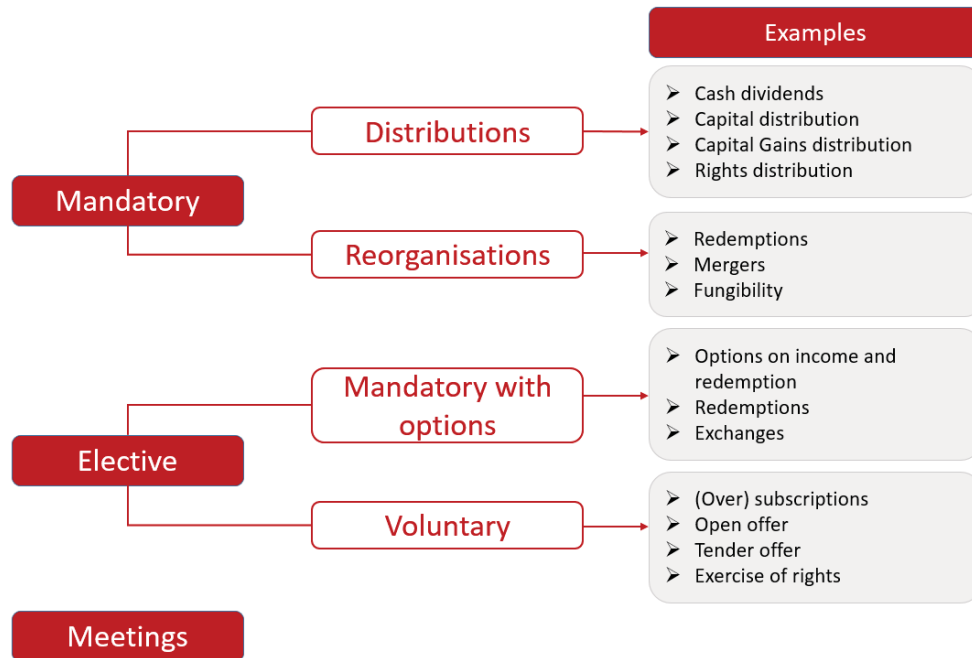 Examples
Distributions
Cash dividends
Capital distribution
Capital Gains distribution
Rights distribution
Mandatory
Reorganisations
Redemptions
Mergers
Fungibility
Mandatory with
options
Options on income and
redemption
Redemptions
Exchanges
Elective
Voluntary
(Over) subscriptions
Open offer
Tender offer
Exercise of rights
Meetings